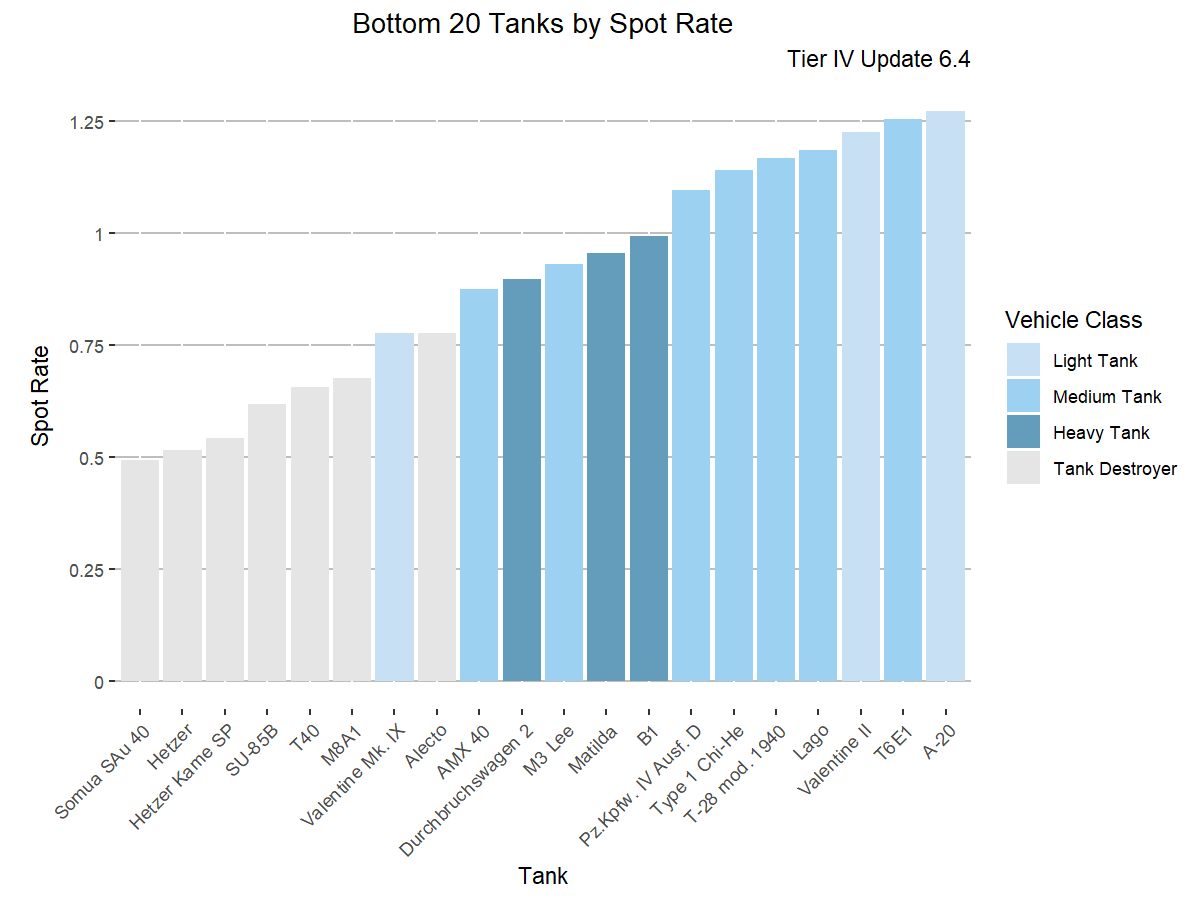 Bottom 20 Tanks by Spot Rate
Tier IV Update 6.4
Spot Rate
1.25
1
0.75
0.5
0.25
0
Somua SAu 40
Hetzer
Hetzer Kame SP
SU-85B
T40
M8A1
Valentine Mk. IX
Alecto
AMX 40
Durchbruchswagen 2
M3 Lee
Matilda
B1
Pz.Kpfw. IV Ausf. D
Type 1 Chi-He
T-28 mod. 1940
Lago
Valentine II
T6E1
A-20
Tank
Vehicle Class
Light Tank
Medium Tank
Heavy Tank
Tank Destroyer